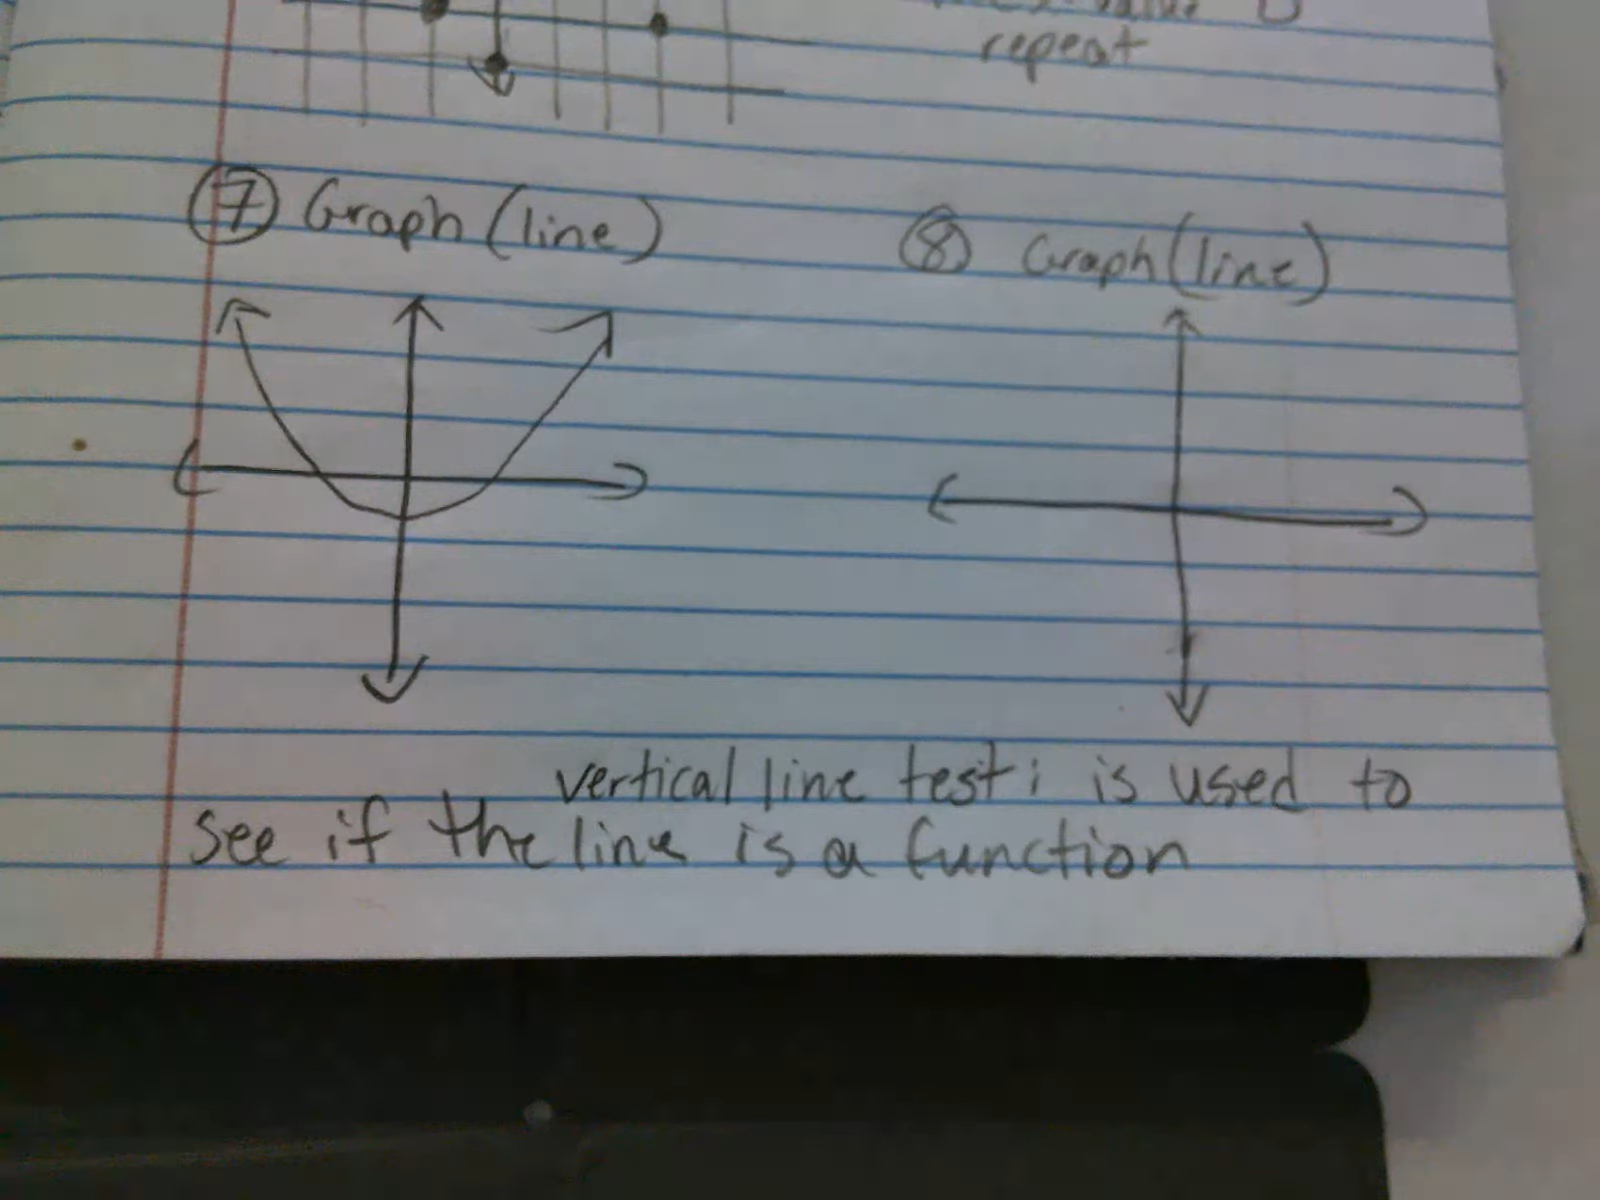 repeat
7 Graph (line)
8 Graph (line)
vertical line test: is used to
see if the line is a function